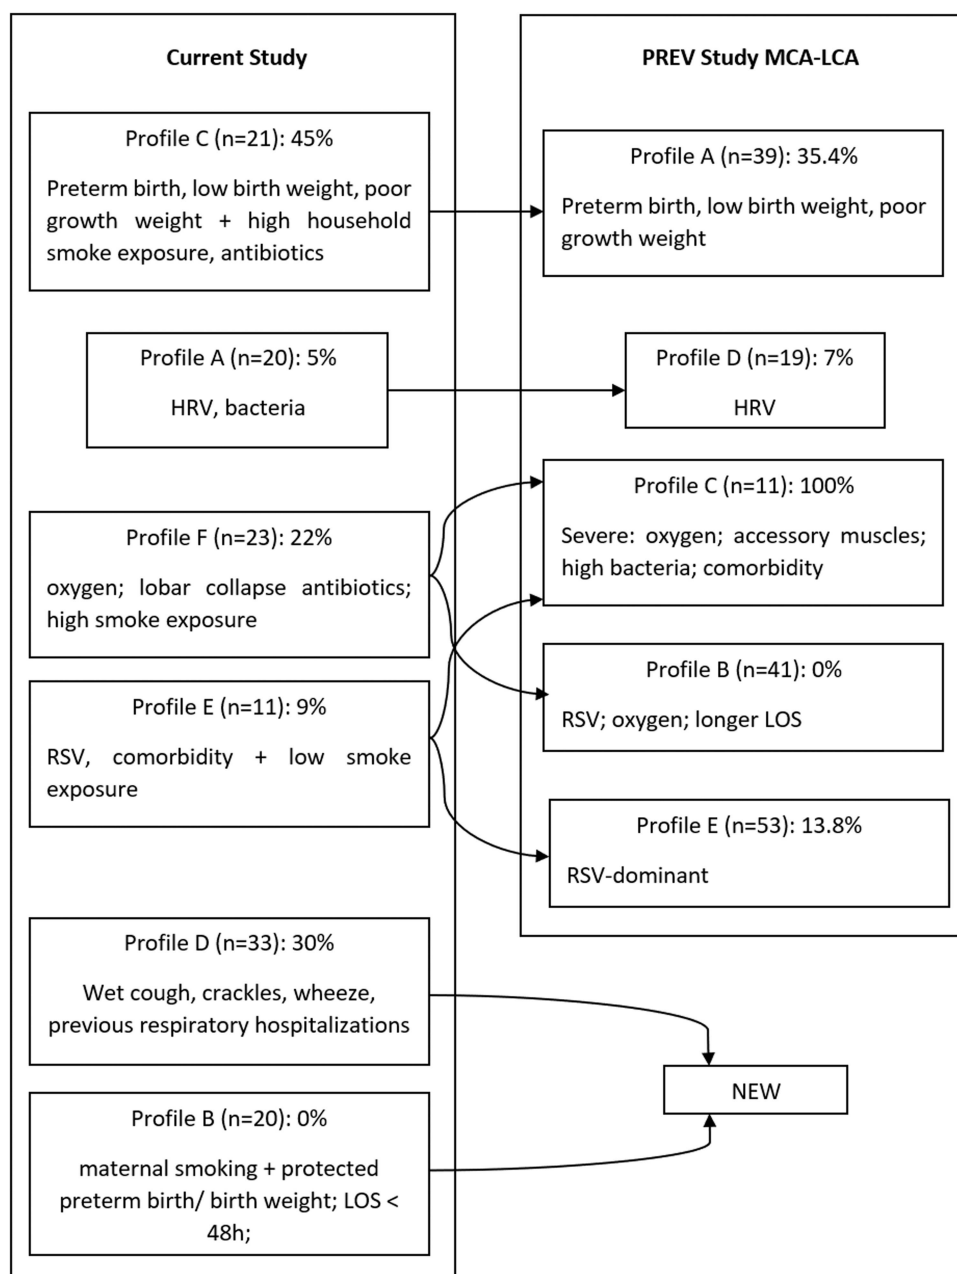 Current Study
Profile C (n=21): 45%
Preterm birth, low birth weight, poor
growth weight + high household
smoke exposure, antibiotics
Profile A (n=20): 5%
HRV, bacteria
Profile F (n=23): 22%
oxygen; lobar collapse antibiotics;
high smoke exposure
Profile E (n=11): 9%
RSV, comorbidity + low smoke
exposure
Profile D (n=33): 30%
Wet cough, crackles, wheeze,
previous respiratory hospitalizations
Profile B (n=20): 0%
maternal smoking + protected
preterm birth/ birth weight; LOS <
48h;
PREV Study MCA-LCA
Profile A (n=39): 35.4%
Preterm birth, low birth weight, poor
growth weight
Profile D (n=19): 7%
HRV
Profile C (n=11): 100%
Severe: oxygen; accessory muscles;
high bacteria; comorbidity
Profile B (n=41): 0%
RSV; oxygen; longer LOS
Profile E (n=53): 13.8%
RSV-dominant
NEW